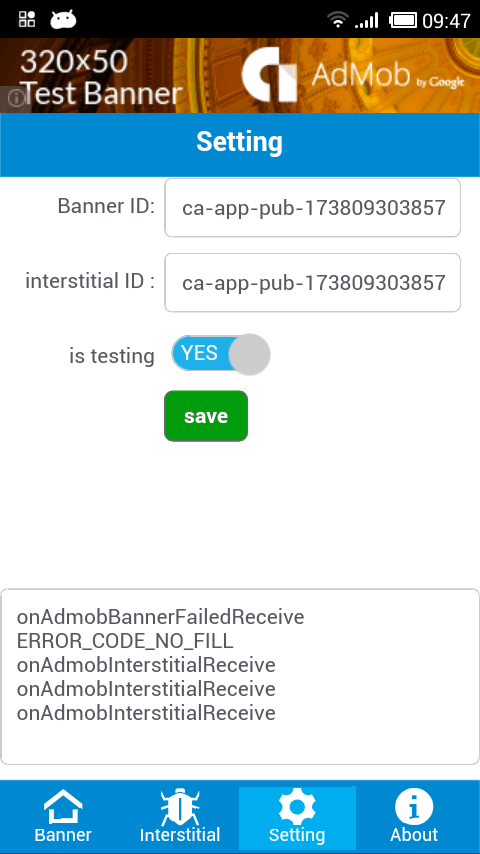 09:47
320x50
Test Banner
AdMob by Google
Setting
Banner ID: ca-app-pub-173809303857
interstitial ID : ca-app-pub-173809303857
is testing YES
save
onAdmobBannerFailedReceive
ERROR_CODE_NO_FILL
onAdmobInterstitialReceive
onAdmobInterstitialReceive
onAdmobInterstitialReceive
Banner Interstitial Setting About